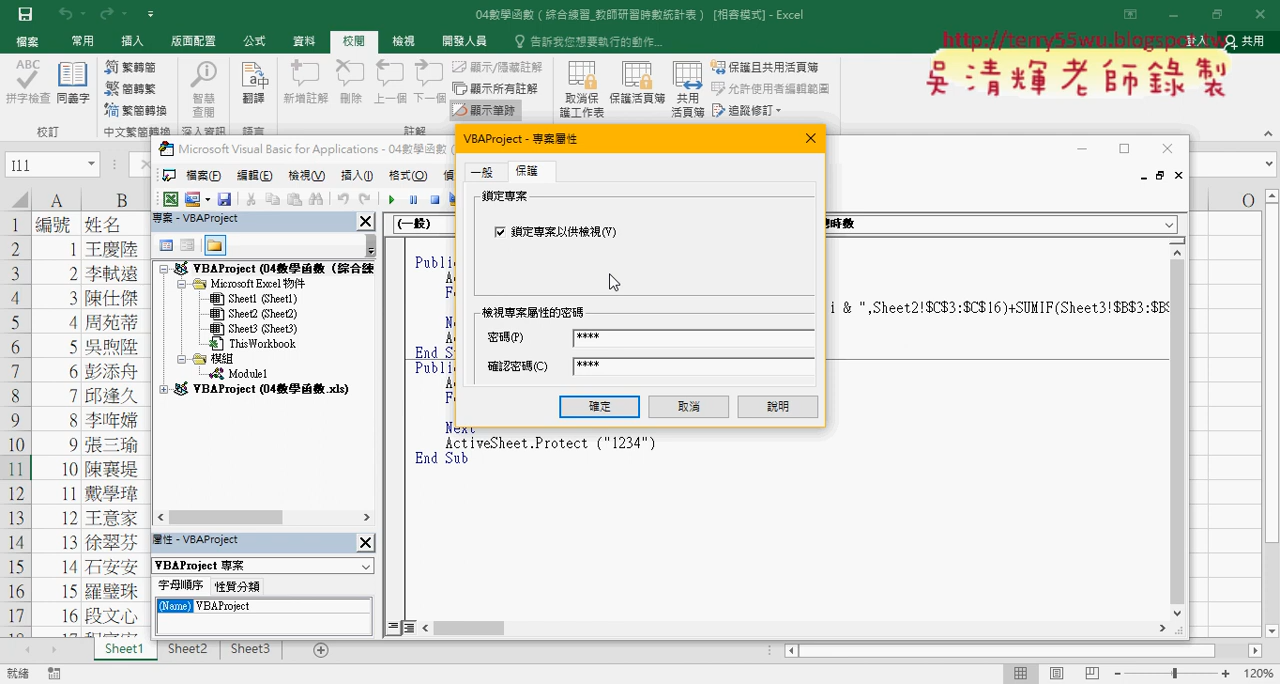 04數學函數（綜合練習_教師研習時數統計表） [相容模式] - Excel
檔案 常用 插入 版面配置 公式 資料 校閱 檢視 開發人員 告訴我您想要執行的動作... 登入 共用
http://terry55wu.blogspot.tw
吳清輝老師錄製
ABC
拼字檢查 同義字 繁轉簡 簡轉繁 繁簡轉換 智慧查閱 翻譯 新增註解 刪除 上一個 下一個 顯示/隱藏註解 顯示所有註解 顯示筆跡 取消保護工作表 保護活頁簿 共用活頁簿 保護且共用活頁簿 允許使用者編輯範圍 追蹤修訂
校訂 中文繁簡轉換 語言 註解
I11
Microsoft Visual Basic for Applications - 04數學函數
檔案(F) 編輯(E) 檢視(V) 插入(I) 格式(O)
專案 - VBAProject
VBAProject (04數學函數（綜合練
Microsoft Excel 物件
Sheet1 (Sheet1)
Sheet2 (Sheet2)
Sheet3 (Sheet3)
ThisWorkbook
模組
Module1
VBAProject (04數學函數.xls)
屬性 - VBAProject
VBAProject 專案
字母順序 性質分類
(Name) VBAProject
(一般)
Publi
End S
Publi
i & ",Sheet2!$C$3:$C$16)+SUMIF(Sheet3!$B$3:$B$
Next
ActiveSheet.Protect ("1234")
End Sub
VBAProject - 專案屬性
一般 保護
鎖定專案
鎖定專案以供檢視(V)
檢視專案屬性的密碼
密碼(P) ****
確認密碼(C) ****
確定 取消 說明
A B O
1 編號 姓名
2 1 王慶陸
3 2 李軾遠
4 3 陳仕傑
5 4 周苑蒂
6 5 吳煦陞
7 6 彭添舟
8 7 邱逢久
9 8 李唯嫦
10 9 張三瑜
11 10 陳襄堤
12 11 戴學瑋
13 12 王意家
14 13 徐翠芬
15 14 石安安
16 15 羅璧珠
17 16 段文心
Sheet1 Sheet2 Sheet3
就緒 120%